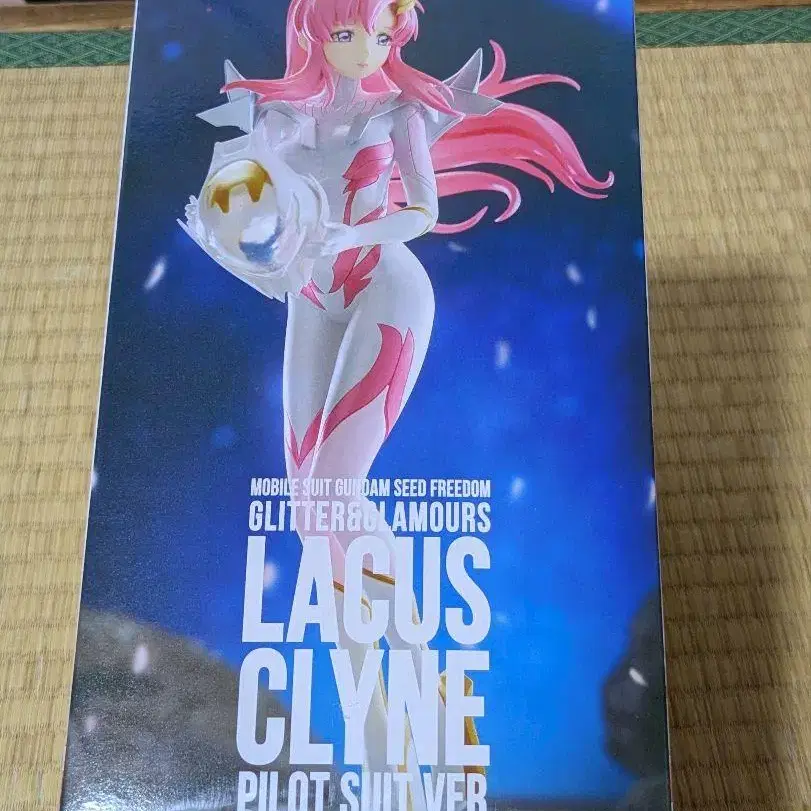 MOBILE SUIT GUNDAM SEED FREEDOM
GLITTER&GLAMOURS
LACUS
CLYNE
PILOT SUIT VER